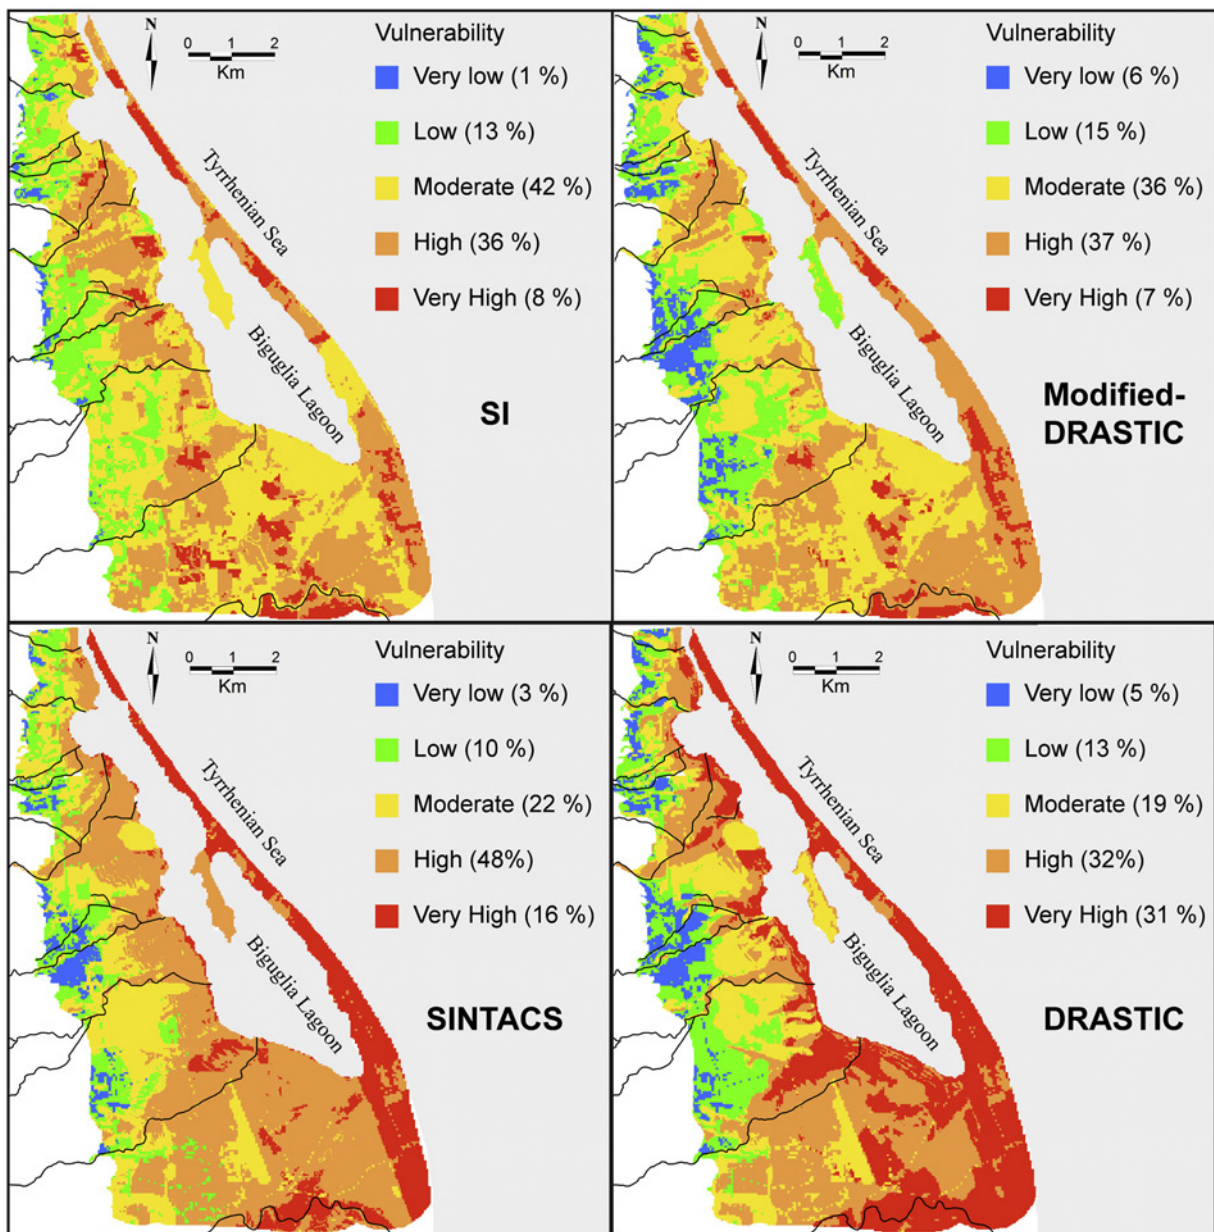 N
0 1 2
Km
Vulnerability
Very low (1 %)
Low (13 %)
Moderate (42 %)
High (36 %)
Very High (8 %)
Tyrrhenian Sea
Biguglia Lagoon
SI
N
0 1 2
Km
Vulnerability
Very low (6 %)
Low (15 %)
Moderate (36 %)
High (37 %)
Very High (7 %)
Tyrrhenian Sea
Biguglia Lagoon
Modified-
DRASTIC
N
0 1 2
Km
Vulnerability
Very low (3 %)
Low (10 %)
Moderate (22 %)
High (48%)
Very High (16 %)
Tyrrhenian Sea
Biguglia Lagoon
SINTACS
N
0 1 2
Km
Vulnerability
Very low (5 %)
Low (13 %)
Moderate (19 %)
High (32%)
Very High (31 %)
Tyrrhenian Sea
Biguglia Lagoon
DRASTIC